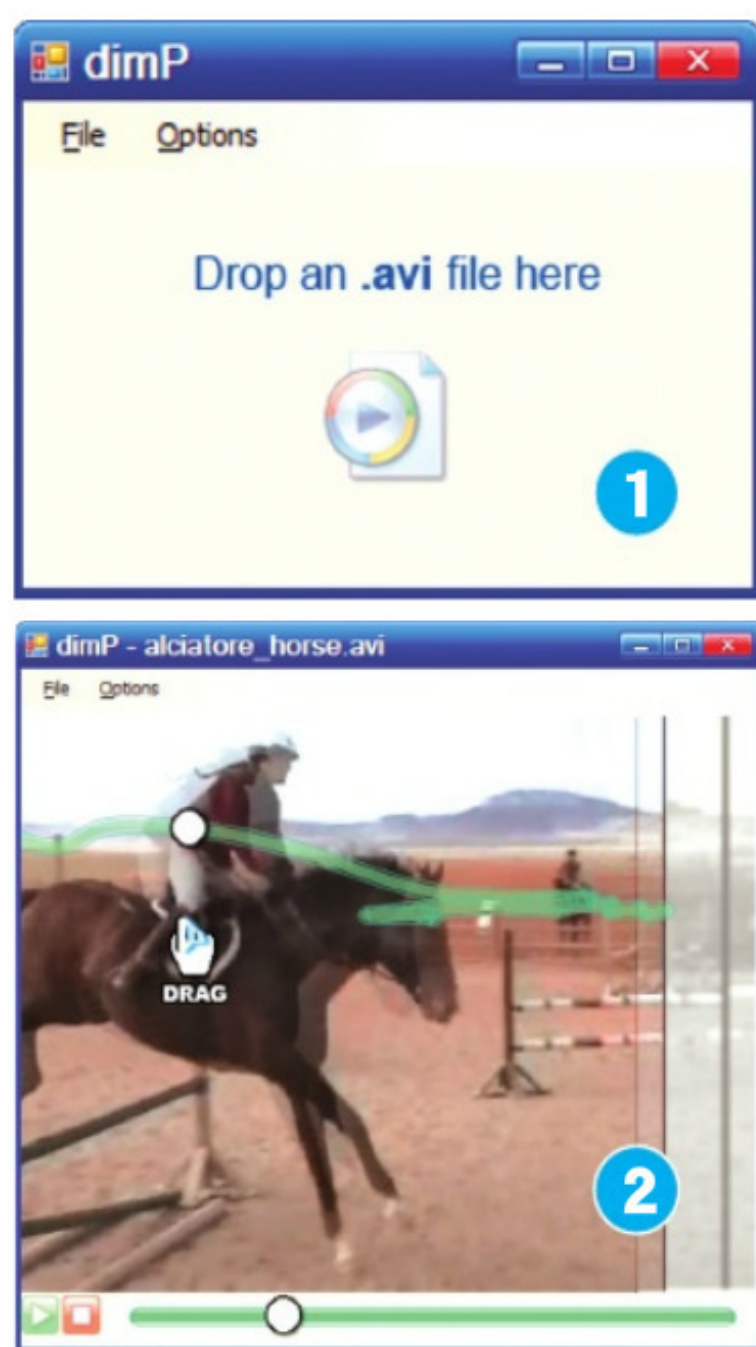 dimP
File Options
Drop an .avi file here
1
dimP - alciatore_horse.avi
File Options
DRAG
2